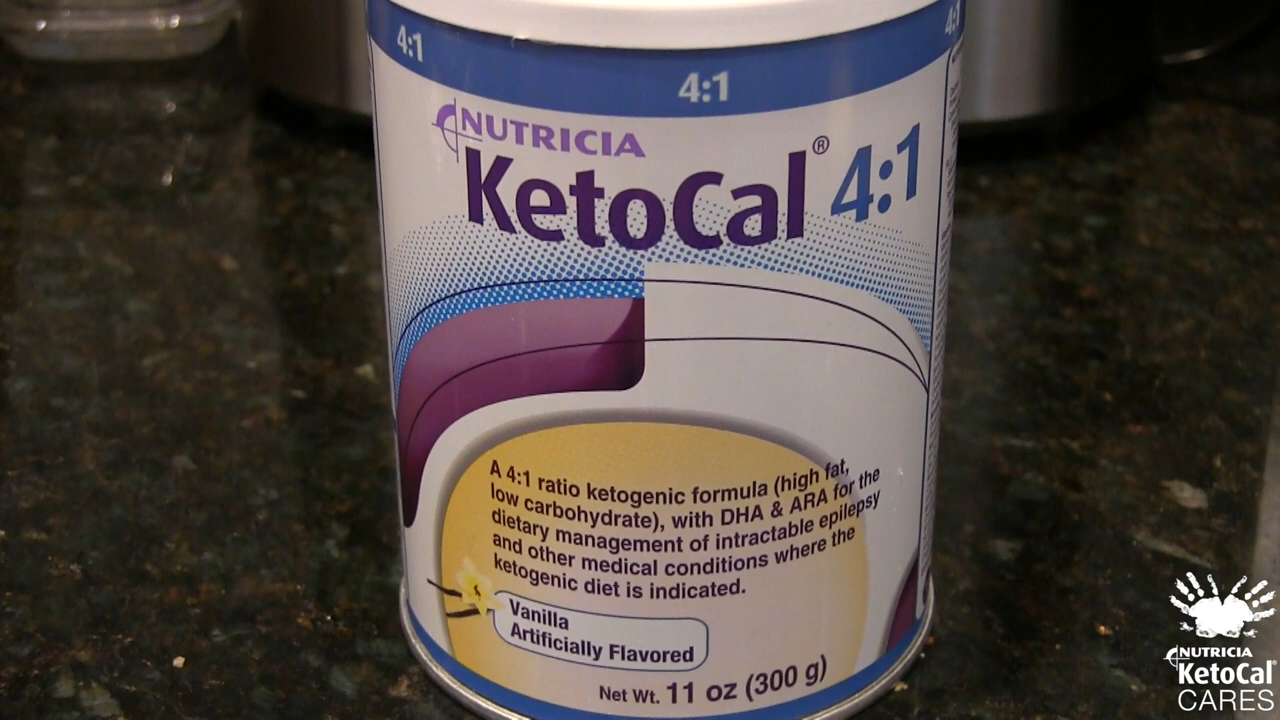 4:1
4:1
4:1
NUTRICIA
KetoCal® 4:1
A 4:1 ratio ketogenic formula (high fat,
low carbohydrate), with DHA & ARA for the
dietary management of intractable epilepsy
and other medical conditions where the
ketogenic diet is indicated.
Vanilla
Artificially Flavored
Net Wt. 11 oz (300 g)
NUTRICIA
KetoCal®
CARES